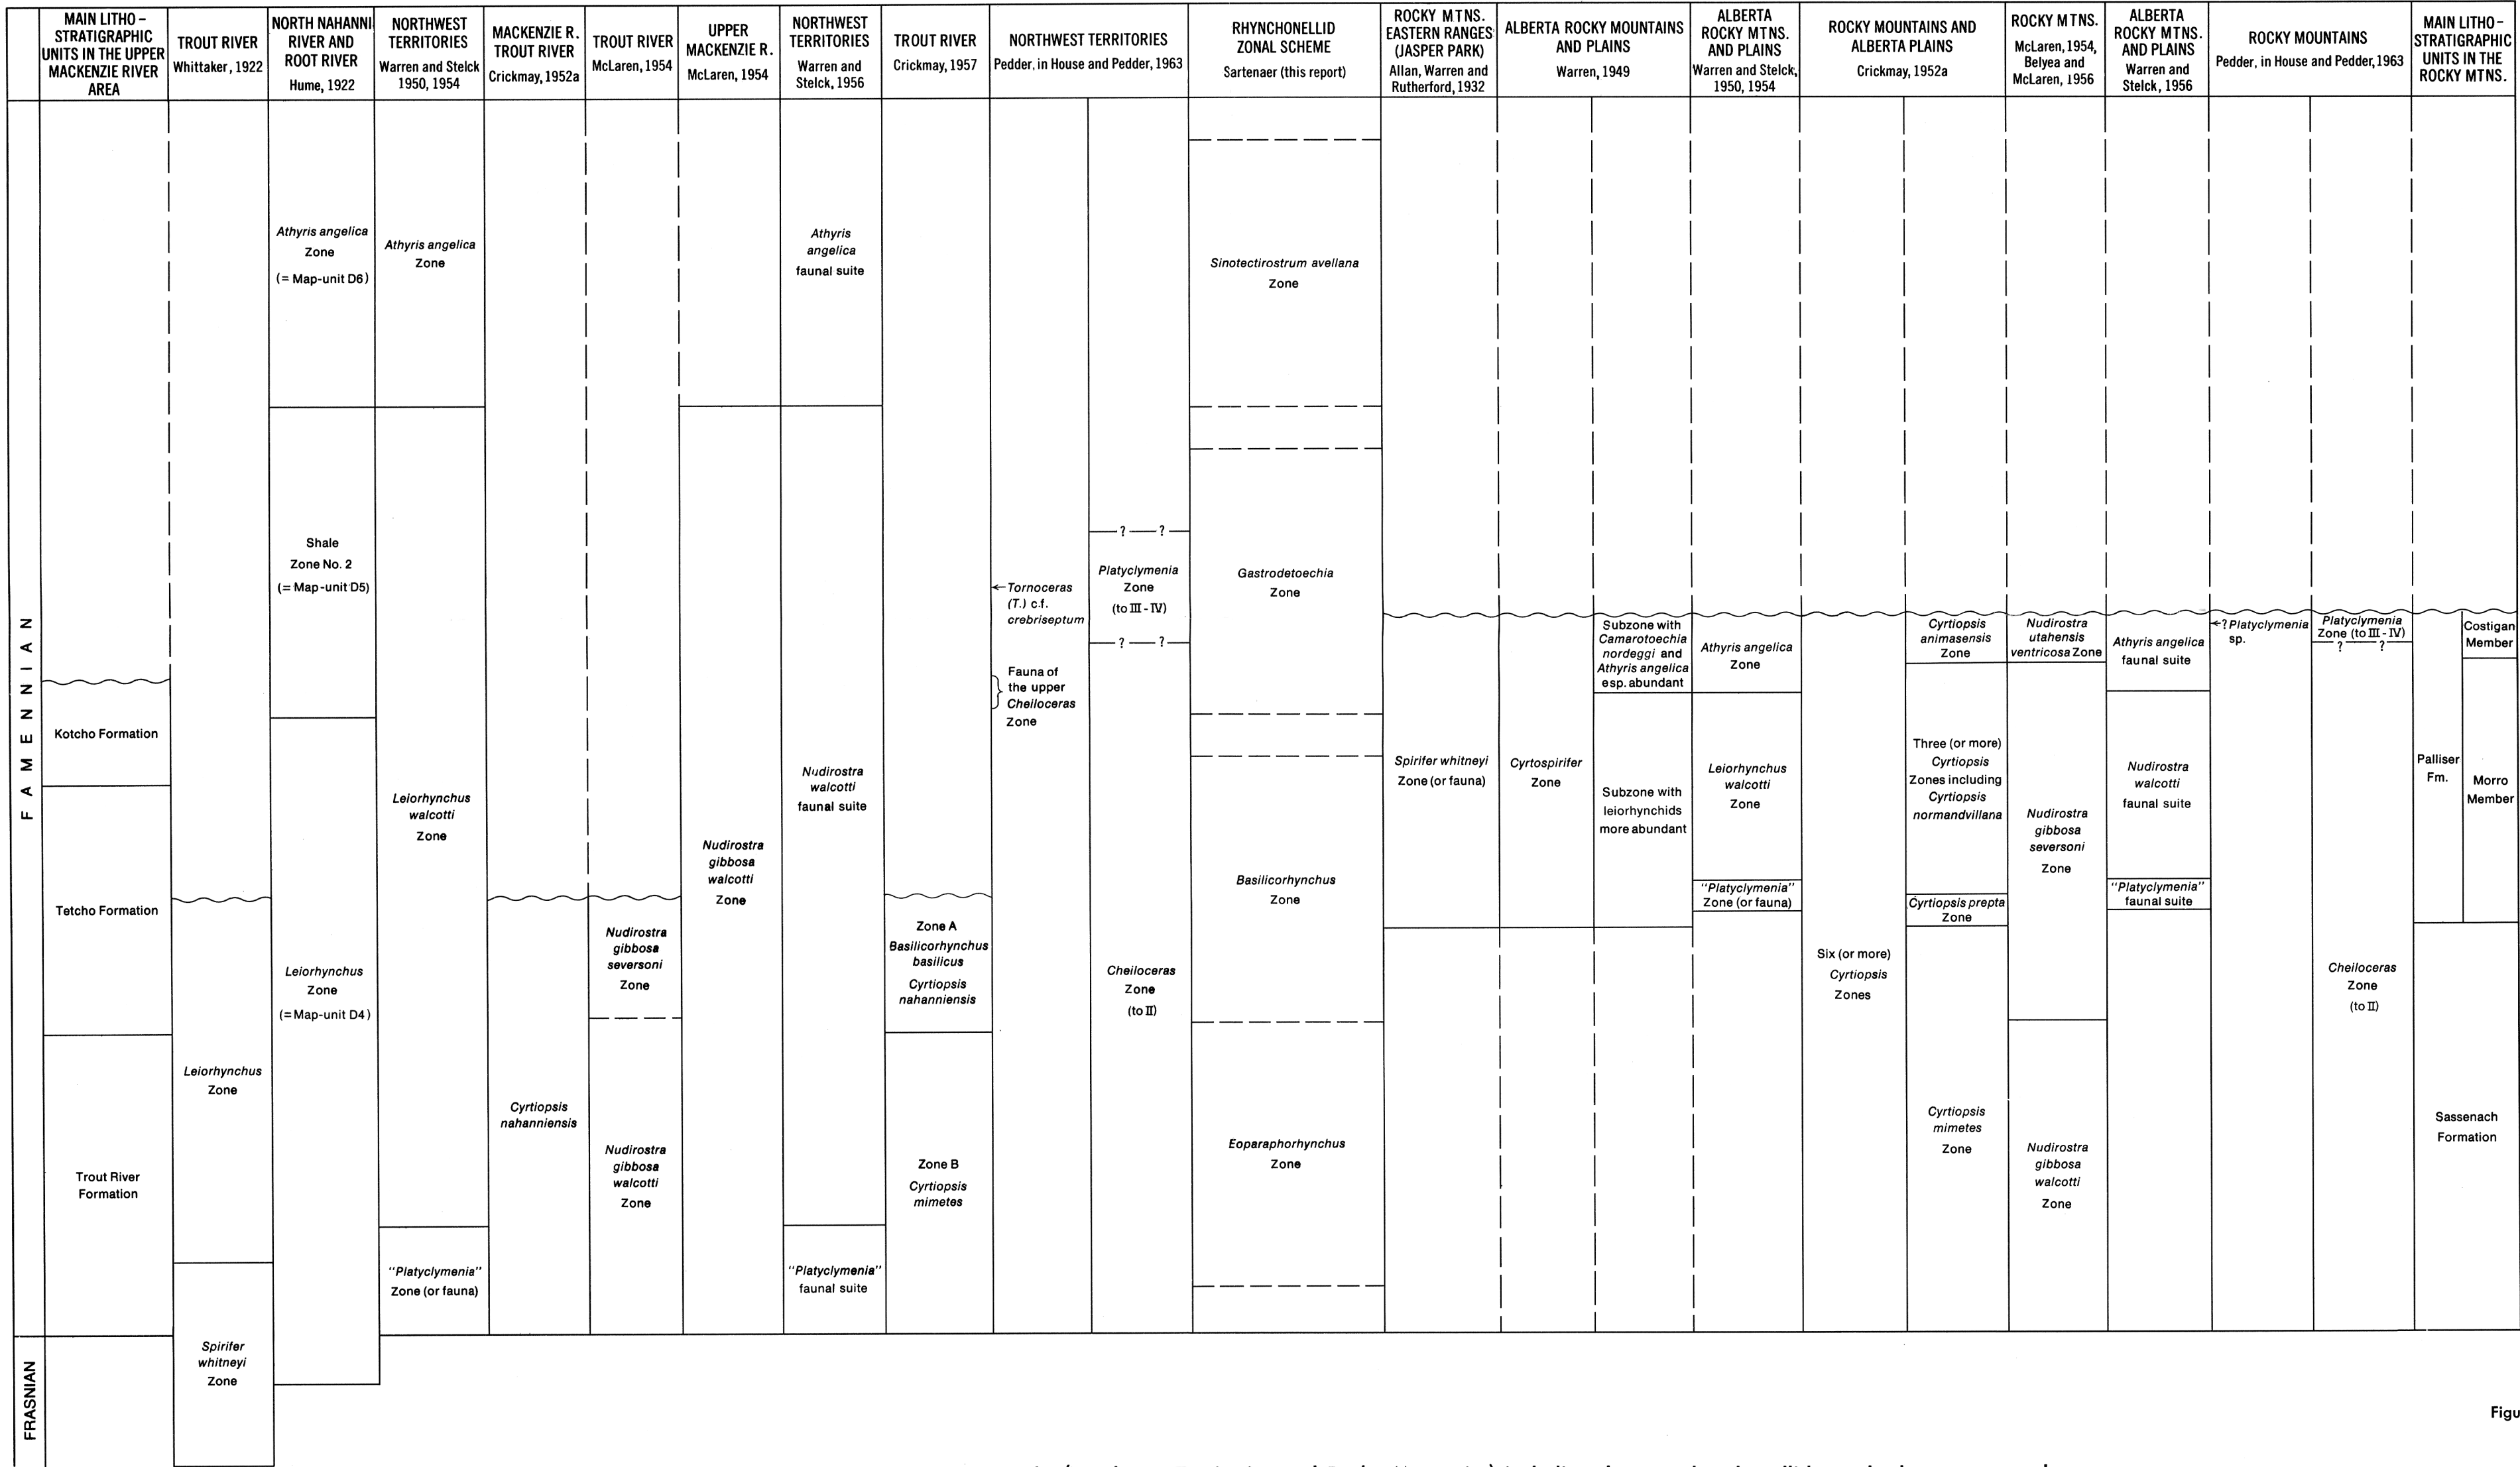 MAIN LITHO-
STRATIGRAPHIC
UNITS IN THE UPPER
MACKENZIE RIVER
AREA
TROUT RIVER
Whittaker, 1922
NORTH NAHANNI
RIVER AND
ROOT RIVER
Hume, 1922
NORTHWEST
TERRITORIES
Warren and Stelck
1950, 1954
MACKENZIE R.
TROUT RIVER
Crickmay, 1952a
TROUT RIVER
McLaren, 1954
UPPER
MACKENZIE R.
McLaren, 1954
NORTHWEST
TERRITORIES
Warren and
Stelck, 1956
TROUT RIVER
Crickmay, 1957
NORTHWEST TERRITORIES
Pedder, in House and Pedder, 1963
RHYNCHONELLID
ZONAL SCHEME
Sartenaer (this report)
ROCKY MTNS.
EASTERN RANGES
(JASPER PARK)
Allan, Warren and
Rutherford, 1932
ALBERTA ROCKY MOUNTAINS
AND PLAINS
Warren, 1949
ALBERTA
ROCKY MTNS.
AND PLAINS
Warren and Stelck,
1950, 1954
ROCKY MOUNTAINS AND
ALBERTA PLAINS
Crickmay, 1952a
ROCKY MTNS.
McLaren, 1954,
Belyea and
McLaren, 1956
ALBERTA
ROCKY MTNS.
AND PLAINS
Warren and
Stelck, 1956
ROCKY MOUNTAINS
Pedder, in House and Pedder, 1963
MAIN LITHO-
STRATIGRAPHIC
UNITS IN THE
ROCKY MTNS.
FAMENNIAN
FRASNIAN
Kotcho Formation
Tetcho Formation
Trout River
Formation
Leiorhynchus
Zone
Spirifer
whitneyi
Zone
Athyris angelica
Zone
(= Map-unit D6)
Shale
Zone No. 2
(= Map-unit D5)
Leiorhynchus
Zone
(= Map-unit D4)
Athyris angelica
Zone
Leiorhynchus
walcotti
Zone
"Platyclymenia"
Zone (or fauna)
Cyrtiopsis
nahanniensis
Nudirostra
gibbosa
seversoni
Zone
Nudirostra
gibbosa
walcotti
Zone
Nudirostra
gibbosa
walcotti
Zone
Athyris
angelica
faunal suite
Nudirostra
walcotti
faunal suite
"Platyclymenia"
faunal suite
Zone A
Basilicorhynchus
basilicus
Cyrtiopsis
nahanniensis
Zone B
Cyrtiopsis
mimetes
←Tornoceras
(T.) c.f.
crebriseptum
Fauna of
the upper
Cheiloceras
Zone
? ?
Platyclymenia
Zone
(to III - IV)
? ?
Cheiloceras
Zone
(to II)
Sinotectirostrum avellana
Zone
Gastrodetoechia
Zone
Basilicorhynchus
Zone
Eoparaphorhynchus
Zone
Spirifer whitneyi
Zone (or fauna)
Cyrtospirifer
Zone
Subzone with
Camarotoechia
nordeggi and
Athyris angelica
esp. abundant
Subzone with
leiorhynchids
more abundant
Athyris angelica
Zone
Leiorhynchus
walcotti
Zone
"Platyclymenia"
Zone (or fauna)
Six (or more)
Cyrtiopsis
Zones
Cyrtiopsis
animasensis
Zone
Three (or more)
Cyrtiopsis
Zones including
Cyrtiopsis
normandvillana
Cyrtiopsis prepta
Zone
Cyrtiopsis
mimetes
Zone
Nudirostra
utahensis
ventricosa Zone
Nudirostra
gibbosa
seversoni
Zone
Nudirostra
gibbosa
walcotti
Zone
Athyris angelica
faunal suite
Nudirostra
walcotti
faunal suite
"Platyclymenia"
faunal suite
←? Platyclymenia
sp.
Platyclymenia
Zone (to III - IV)
? ?
Cheiloceras
Zone
(to II)
Palliser
Fm.
Costigan
Member
Morro
Member
Sassenach
Formation
Figu